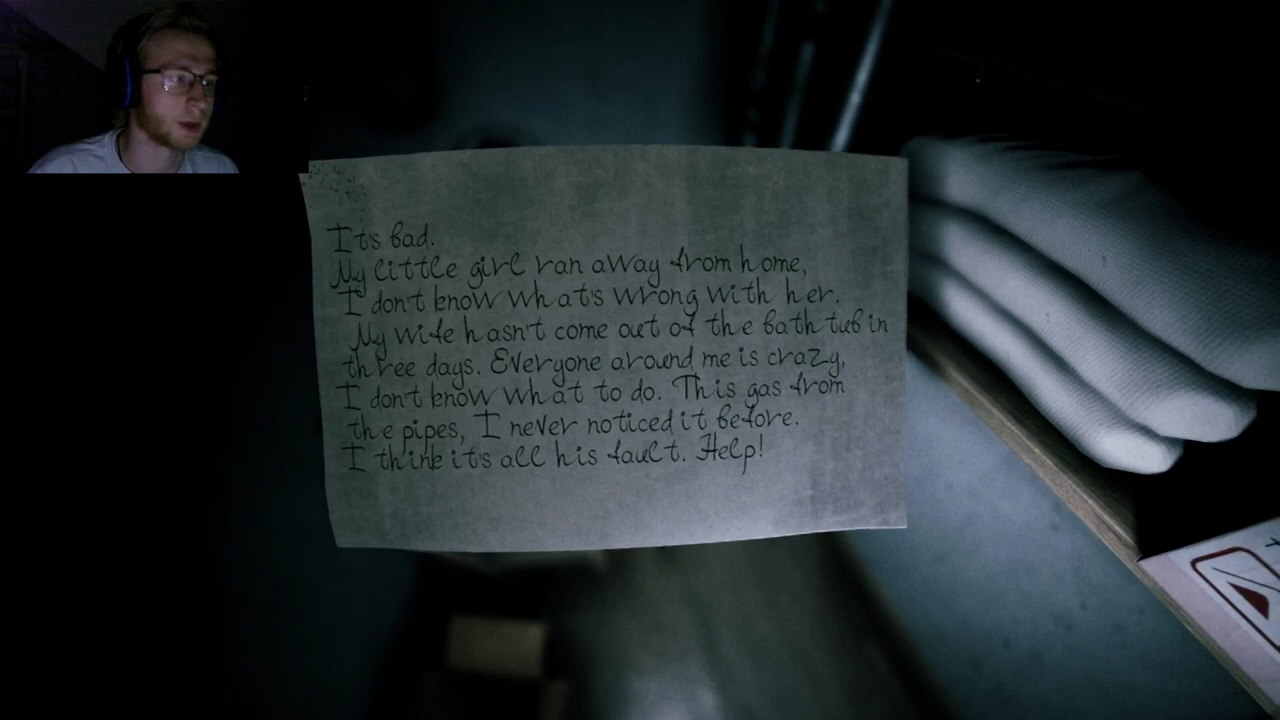 It's bad.
My little girl ran away from home,
I don't know what's wrong with her.
My wife hasn't come out of the bath tub in
three days. Everyone around me is crazy,
I don't know what to do. This gas from
the pipes, I never noticed it before.
I think it's all his fault. Help!